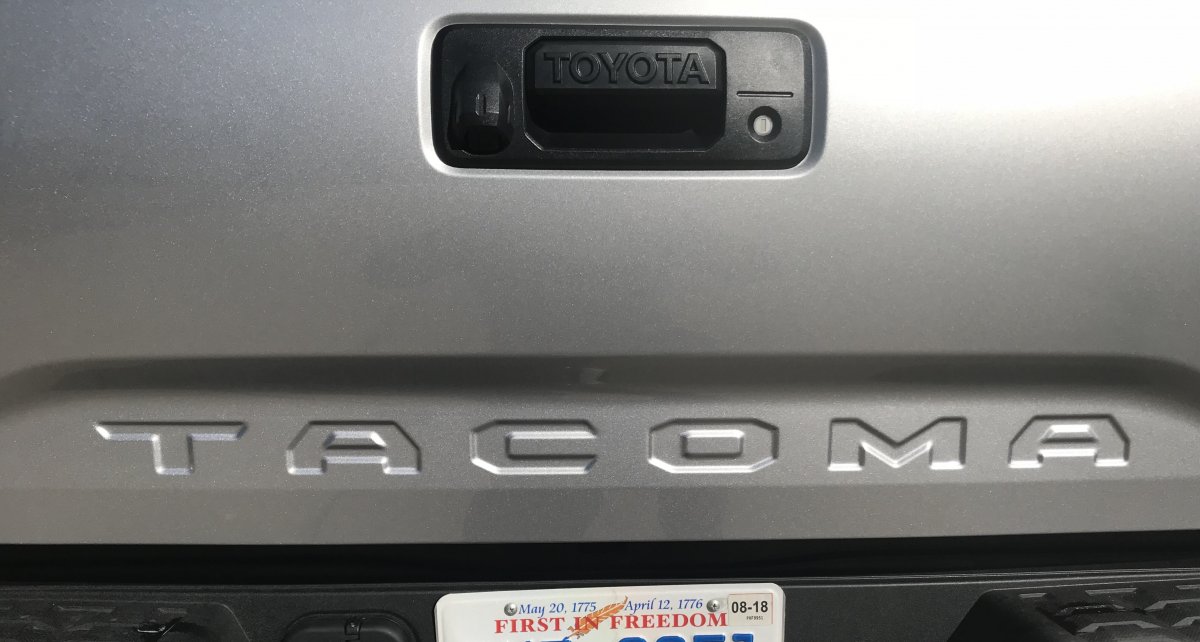 TOYOTA
TACOMA
May 20, 1775 April 12, 1776
08-18
FIRST IN FREEDOM